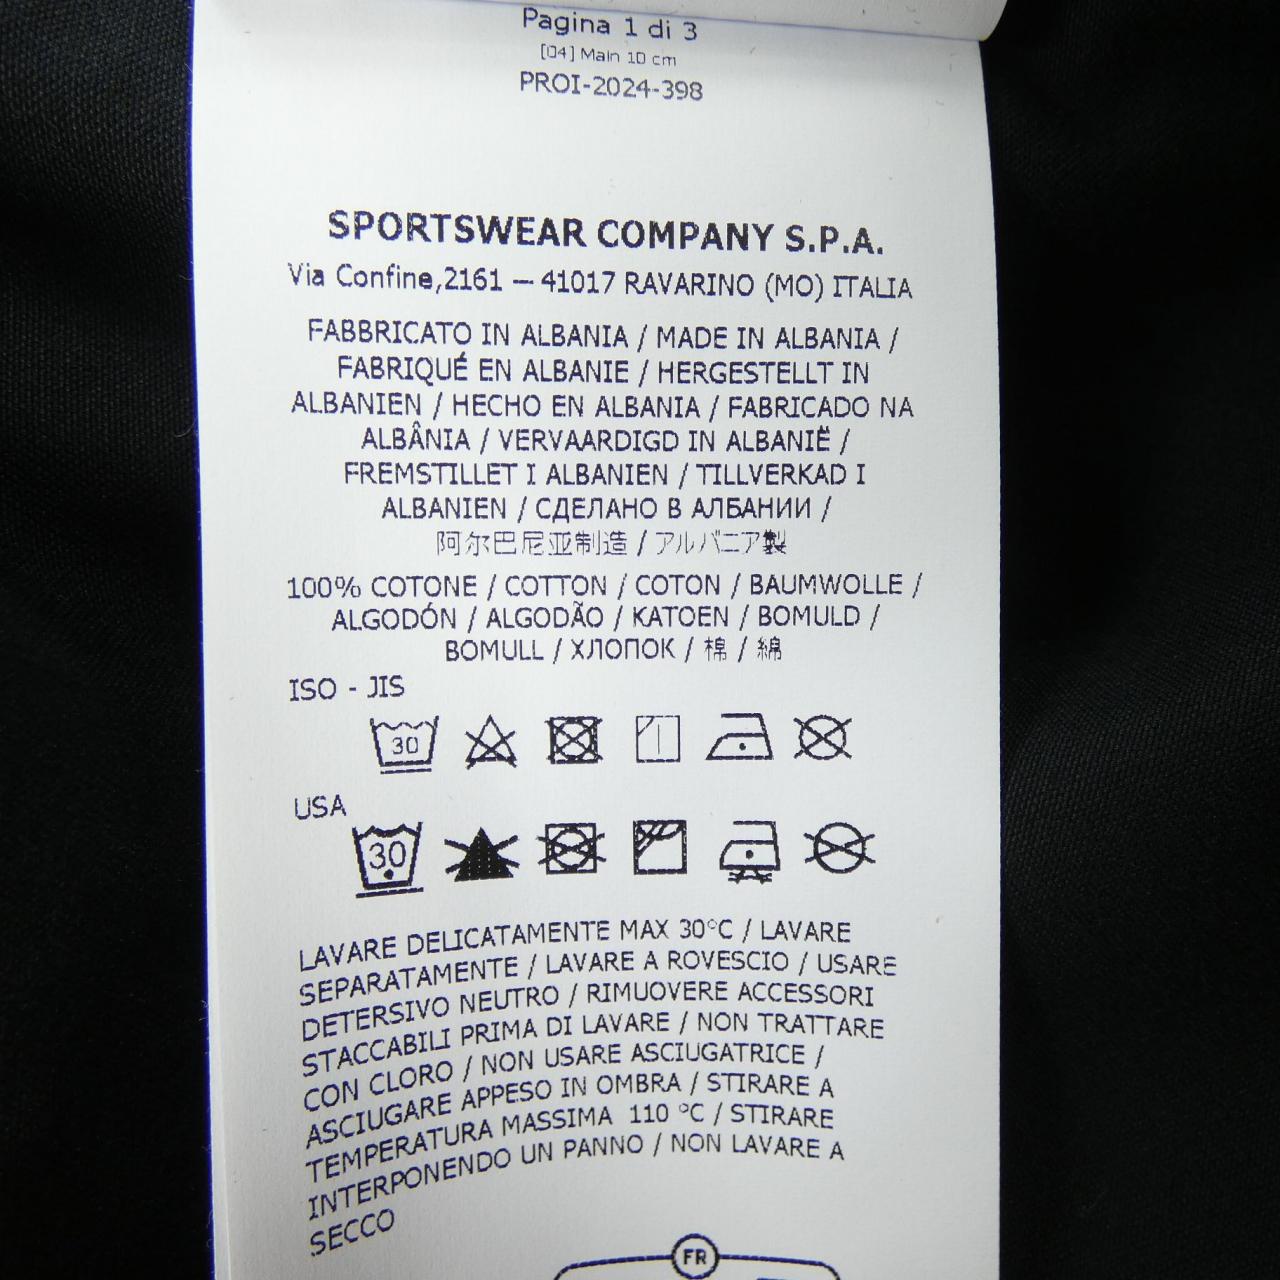 Pagina 1 di 3
[04] Main 10 cm
PROI-2024-398
SPORTSWEAR COMPANY S.P.A.
Via Confine,2161 – 41017 RAVARINO (MO) ITALIA
FABBRICATO IN ALBANIA / MADE IN ALBANIA /
FABRIQUÉ EN ALBANIE / HERGESTELLT IN
ALBANIEN / HECHO EN ALBANIA / FABRICADO NA
ALBÂNIA / VERVAARDIGD IN ALBANIË /
FREMSTILLET I ALBANIEN / TILLVERKAD I
ALBANIEN / СДЕЛАНО В АЛБАНИИ /
阿尔巴尼亚制造 / アルバニア製
100% COTONE / COTTON / COTON / BAUMWOLLE /
ALGODÓN / ALGODÃO / KATOEN / BOMULD /
BOMULL / ХЛОПОК / 棉 / 綿
ISO - JIS
30
USA
30
LAVARE DELICATAMENTE MAX 30°C / LAVARE
SEPARATAMENTE / LAVARE A ROVESCIO / USARE
DETERSIVO NEUTRO / RIMUOVERE ACCESSORI
STACCABILI PRIMA DI LAVARE / NON TRATTARE
CON CLORO / NON USARE ASCIUGATRICE /
ASCIUGARE APPESO IN OMBRA / STIRARE A
TEMPERATURA MASSIMA 110 °C / STIRARE
INTERPONENDO UN PANNO / NON LAVARE A
SECCO
FR